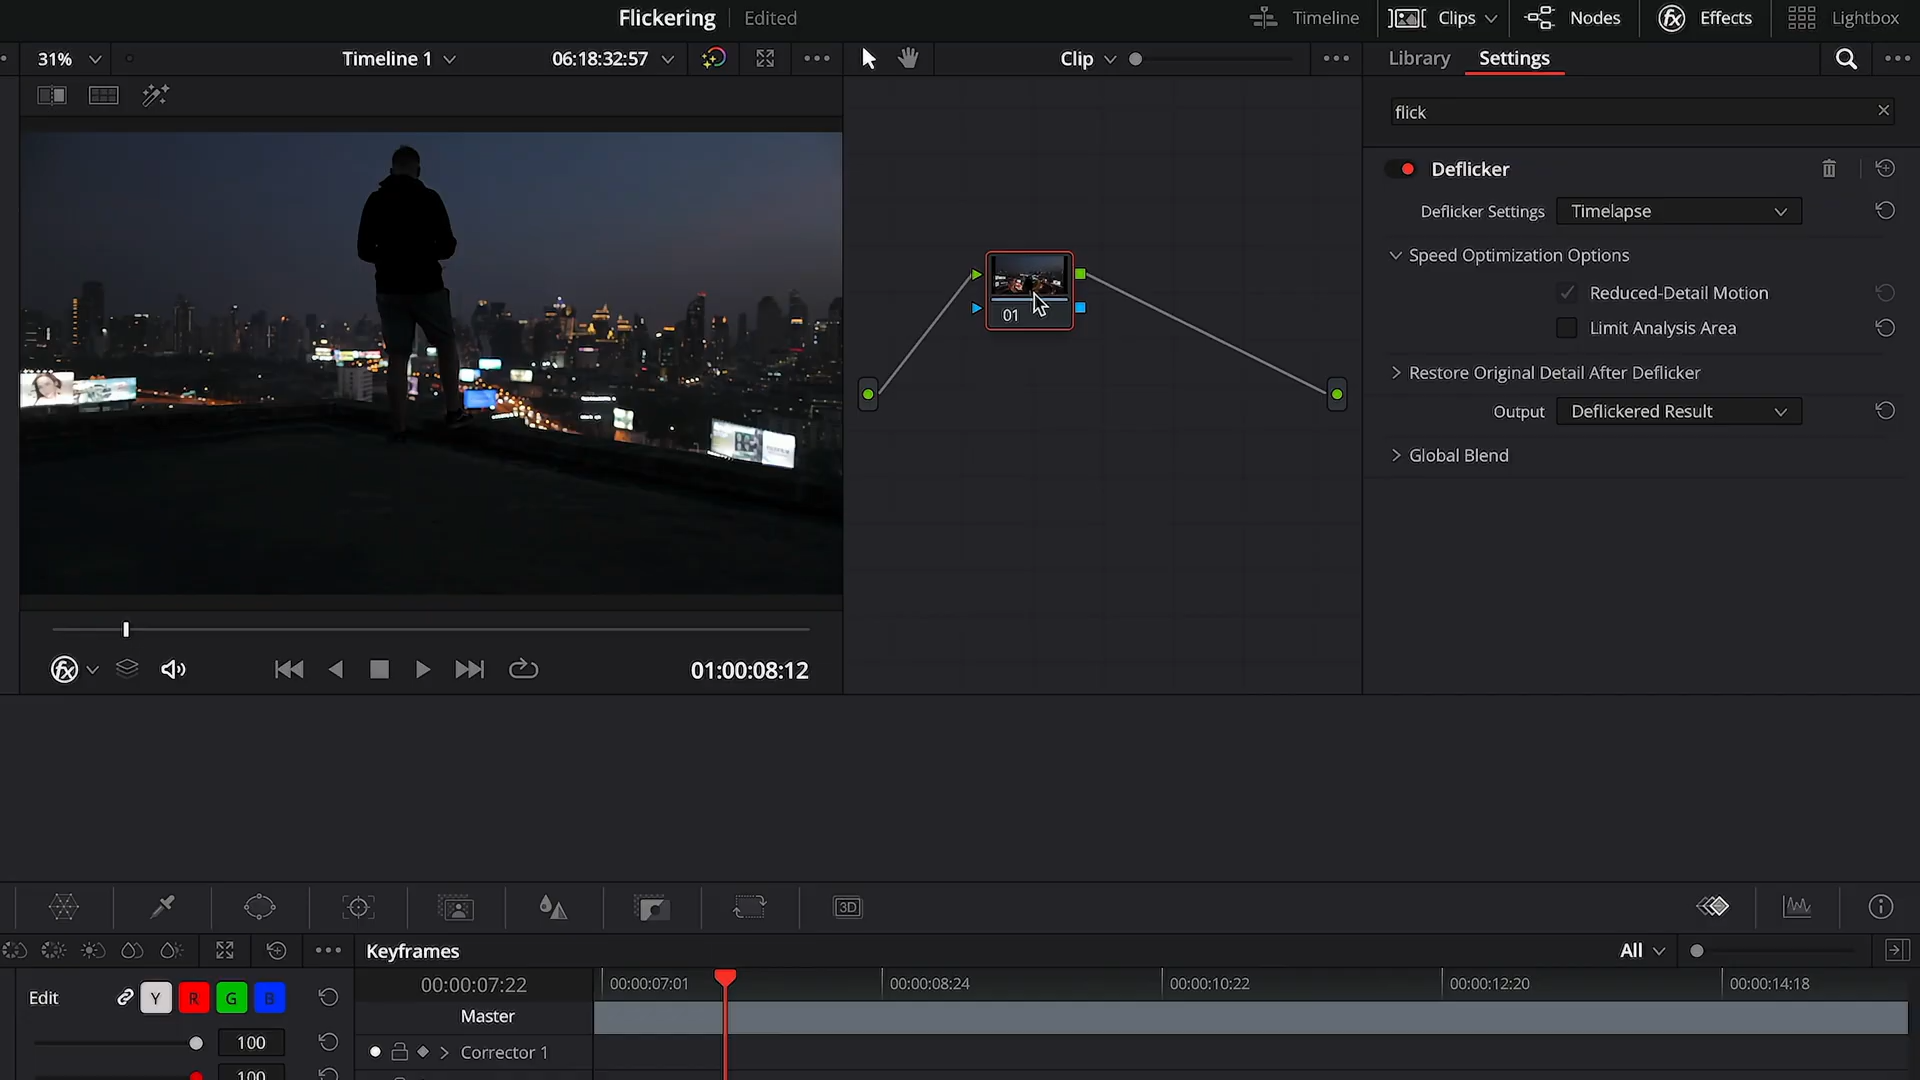 Flickering
Edited
Timeline
Clips
Nodes
Effects
Lightbox
31%
Timeline 1
06:18:32:57
Clip
Library
Settings
flick
Deflicker
Deflicker Settings
Timelapse
Speed Optimization Options
Reduced-Detail Motion
Limit Analysis Area
Restore Original Detail After Deflicker
Output
Deflickered Result
Global Blend
01
01:00:08:12
3D
Keyframes
All
Edit
Y
R
G
B
00:00:07:22
00:00:07:01
00:00:08:24
00:00:10:22
00:00:12:20
00:00:14:18
Master
100
Corrector 1
100